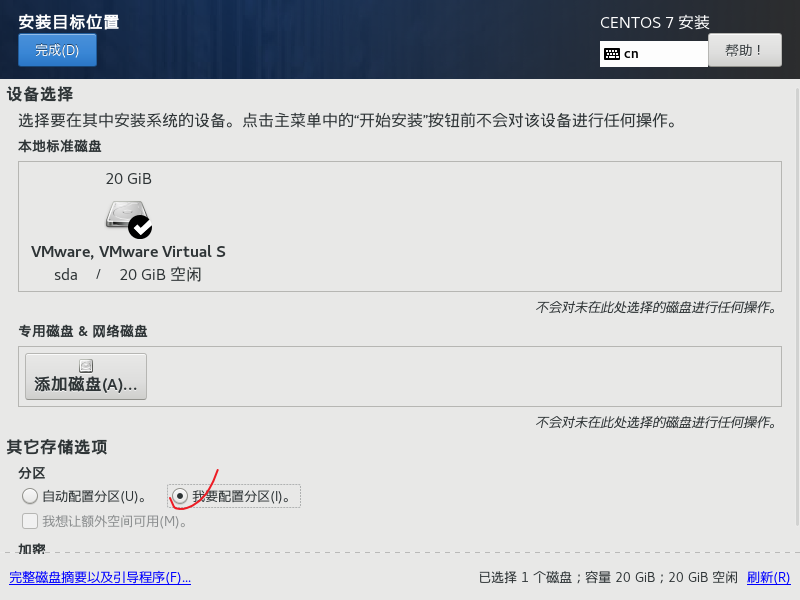 安装目标位置
CENTOS 7 安装
完成(D)
cn
帮助！
设备选择
选择要在其中安装系统的设备。点击主菜单中的“开始安装”按钮前不会对该设备进行任何操作。
本地标准磁盘
20 GiB
VMware, VMware Virtual S
sda / 20 GiB 空闲
不会对未在此处选择的磁盘进行任何操作。
专用磁盘 & 网络磁盘
添加磁盘(A)...
不会对未在此处选择的磁盘进行任何操作。
其它存储选项
分区
自动配置分区(U)。 我要配置分区(I)。
我想让额外空间可用(M)。
加密
完整磁盘摘要以及引导程序(F)... 已选择 1 个磁盘；容量 20 GiB；20 GiB 空闲 刷新(R)